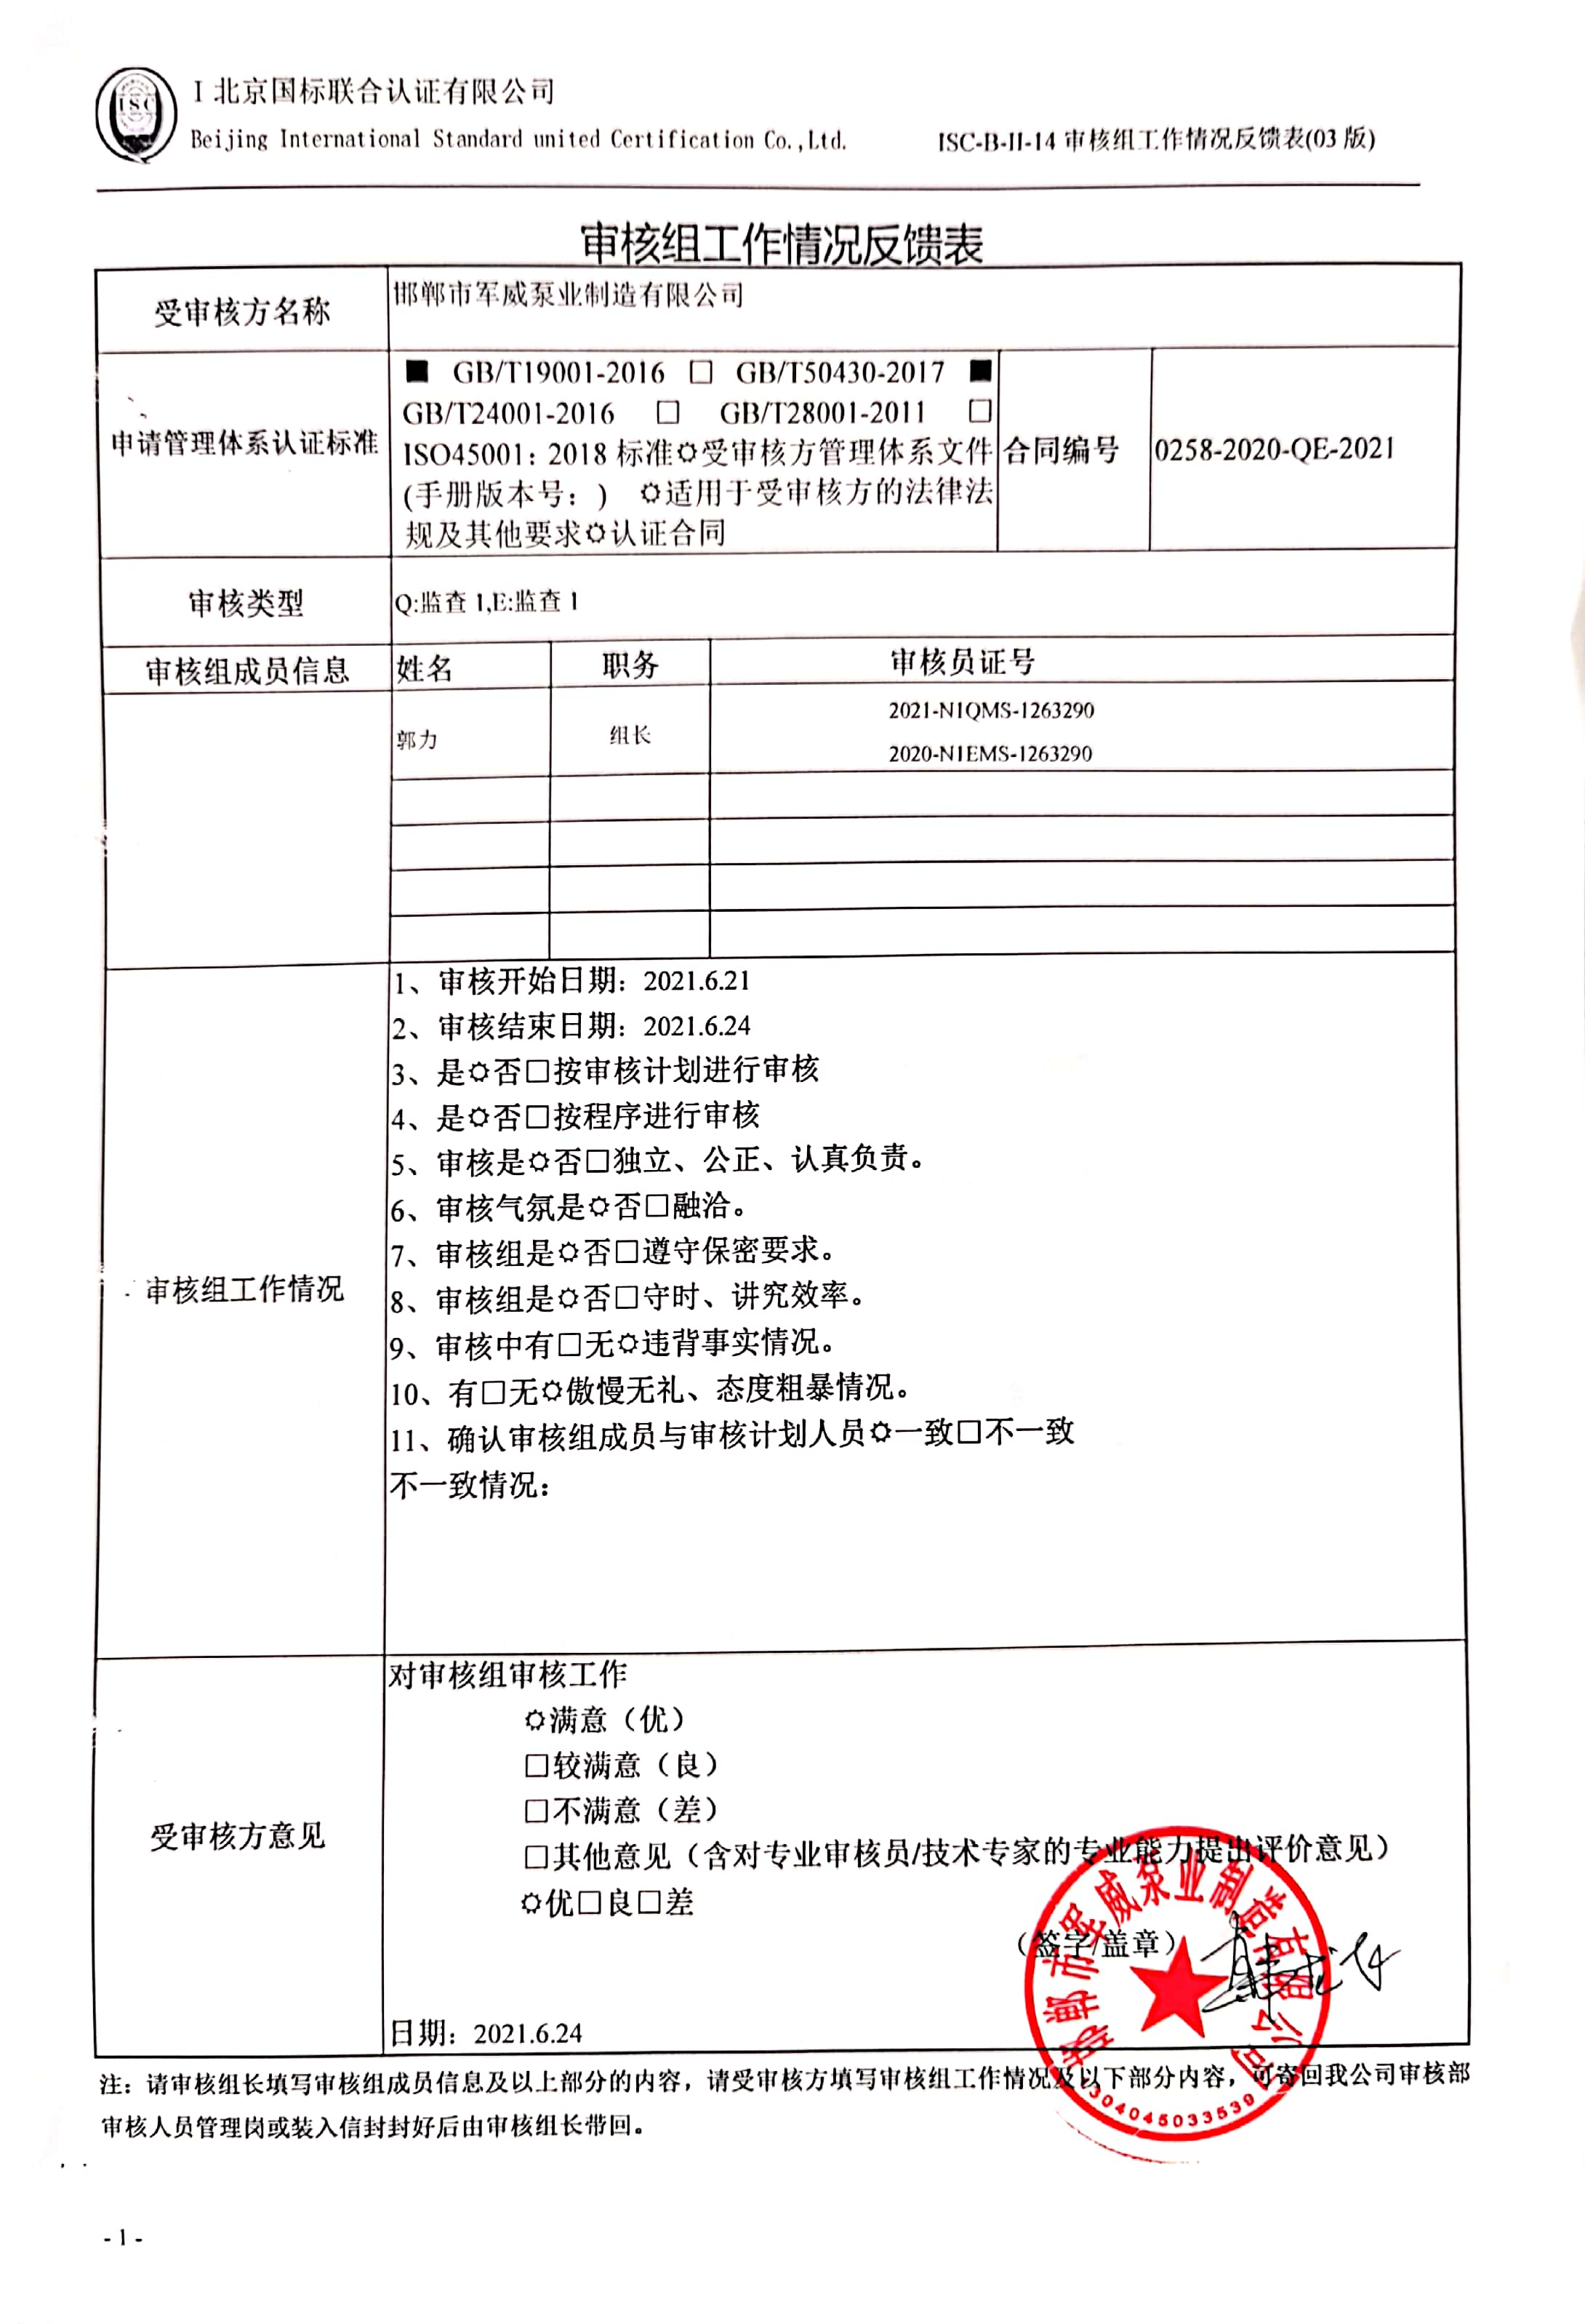 ISC
I 北京国标联合认证有限公司
Beijing International Standard united Certification Co.,Ltd.
ISC-B-II-14 审核组工作情况反馈表(03 版)
审核组工作情况反馈表
受审核方名称
邯郸市军威泵业制造有限公司
申请管理体系认证标准
■ GB/T19001-2016 □ GB/T50430-2017 ■
GB/T24001-2016 □ GB/T28001-2011 □
ISO45001：2018 标准☼受审核方管理体系文件
(手册版本号：) ☼适用于受审核方的法律法
规及其他要求☼认证合同
合同编号
0258-2020-QE-2021
审核类型
Q:监查 1,E:监查 1
审核组成员信息
姓名
职务
审核员证号
郭力
组长
2021-N1QMS-1263290
2020-N1EMS-1263290
审核组工作情况
1、审核开始日期：2021.6.21
2、审核结束日期：2021.6.24
3、是☼否□按审核计划进行审核
4、是☼否□按程序进行审核
5、审核是☼否□独立、公正、认真负责。
6、审核气氛是☼否□融洽。
7、审核组是☼否□遵守保密要求。
8、审核组是☼否□守时、讲究效率。
9、审核中有□无☼违背事实情况。
10、有□无☼傲慢无礼、态度粗暴情况。
11、确认审核组成员与审核计划人员☼一致□不一致
不一致情况：
受审核方意见
对审核组审核工作
☼满意（优）
□较满意（良）
□不满意（差）
□其他意见（含对专业审核员/技术专家的专业能力提出评价意见）
☼优□良□差
（签字/盖章）
邯郸市军威泵业制造有限公司
1304045033539
日期：2021.6.24
注：请审核组长填写审核组成员信息及以上部分的内容，请受审核方填写审核组工作情况及以下部分内容，可寄回我公司审核部
审核人员管理岗或装入信封封好后由审核组长带回。
- 1 -